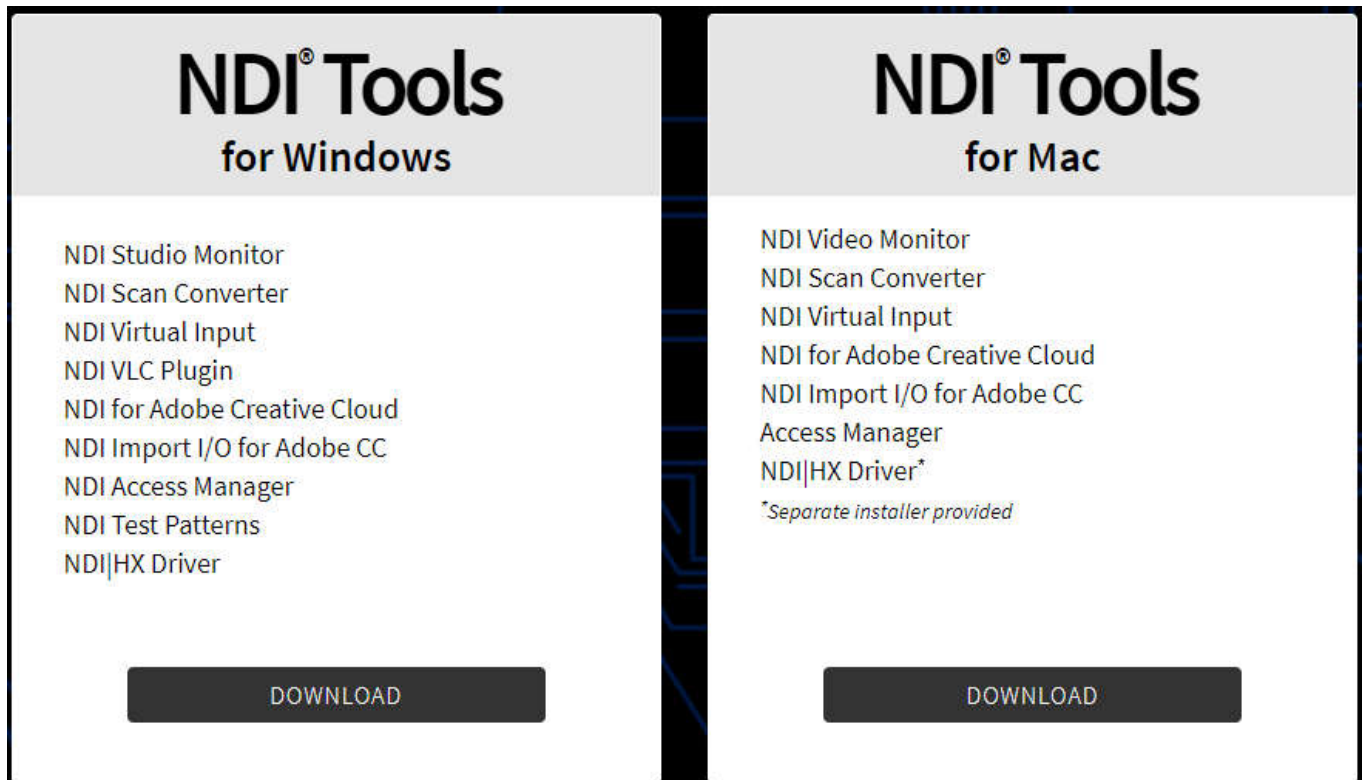 NDI® Tools
for Windows
NDI Studio Monitor
NDI Scan Converter
NDI Virtual Input
NDI VLC Plugin
NDI for Adobe Creative Cloud
NDI Import I/O for Adobe CC
NDI Access Manager
NDI Test Patterns
NDI|HX Driver
DOWNLOAD
NDI® Tools
for Mac
NDI Video Monitor
NDI Scan Converter
NDI Virtual Input
NDI for Adobe Creative Cloud
NDI Import I/O for Adobe CC
Access Manager
NDI|HX Driver*
*Separate installer provided
DOWNLOAD